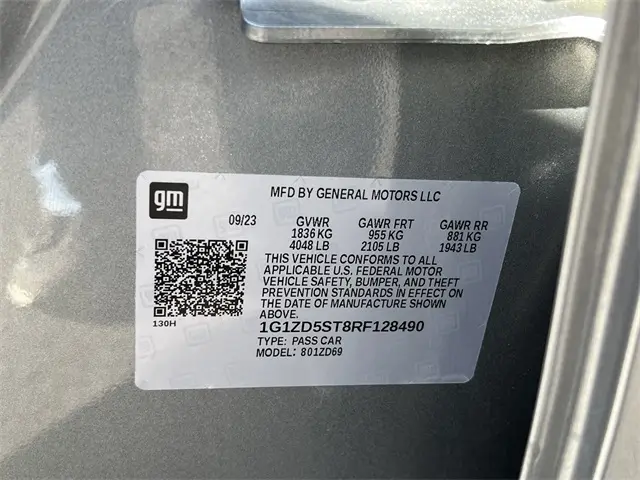 gm
MFD BY GENERAL MOTORS LLC
09/23 GVWR GAWR FRT GAWR RR
1836 KG 955 KG 881 KG
4048 LB 2105 LB 1943 LB
THIS VEHICLE CONFORMS TO ALL
APPLICABLE U.S. FEDERAL MOTOR
VEHICLE SAFETY, BUMPER, AND THEFT
PREVENTION STANDARDS IN EFFECT ON
THE DATE OF MANUFACTURE SHOWN
ABOVE.
130H
1G1ZD5ST8RF128490
TYPE: PASS CAR
MODEL: 801ZD69